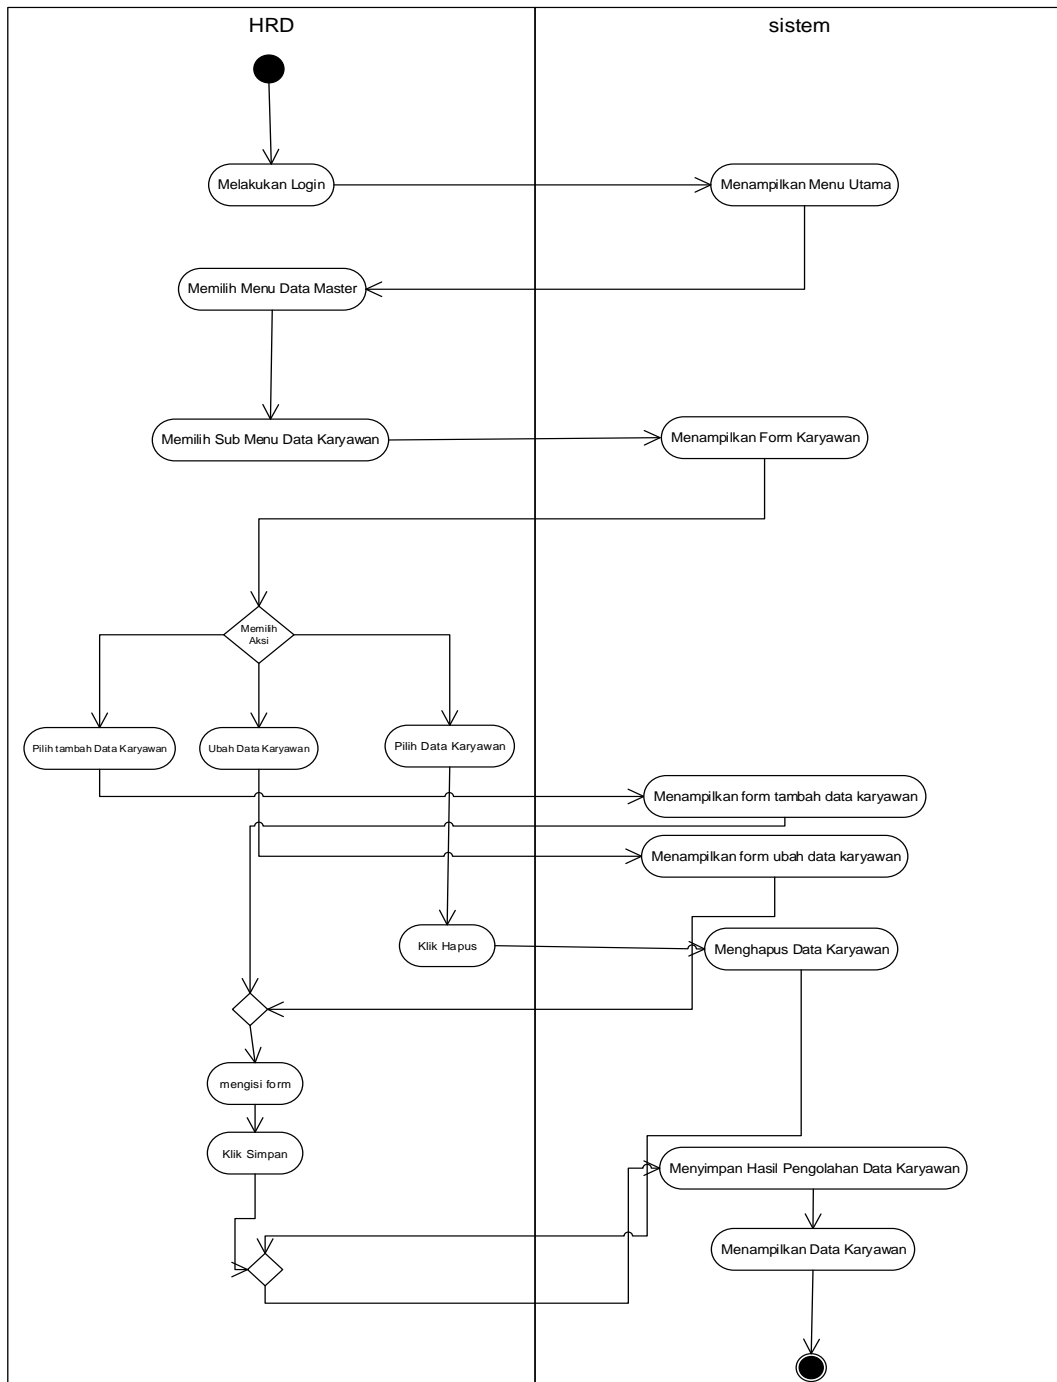 HRD
sistem
Melakukan Login
Menampilkan Menu Utama
Memilih Menu Data Master
Memilih Sub Menu Data Karyawan
Menampilkan Form Karyawan
Memilih
Aksi
Pilih tambah Data Karyawan
Ubah Data Karyawan
Pilih Data Karyawan
Menampilkan form tambah data karyawan
Menampilkan form ubah data karyawan
Klik Hapus
Menghapus Data Karyawan
mengisi form
Klik Simpan
Menyimpan Hasil Pengolahan Data Karyawan
Menampilkan Data Karyawan